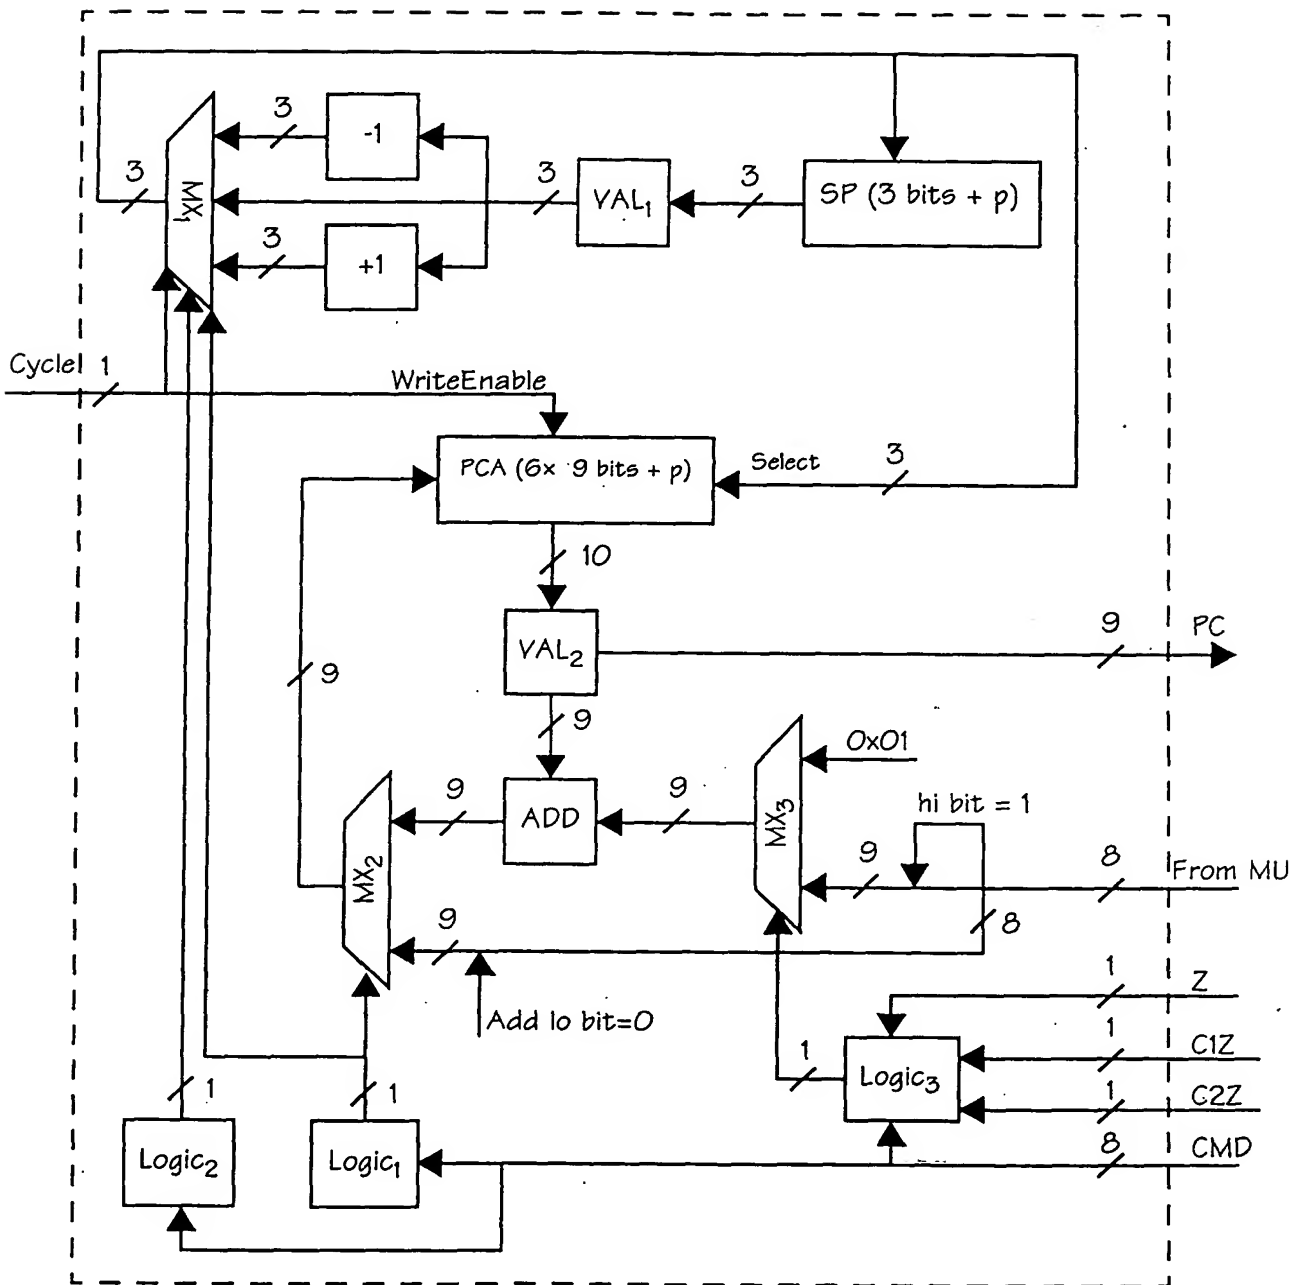 3
-1
3
MX1
3
VAL1
3
SP (3 bits + p)
3
+1
Cycle
1
WriteEnable
PCA (6x 9 bits + p)
Select
3
10
VAL2
9
PC
9
9
0x01
hi bit = 1
9
ADD
9
MX3
9
8
From MU
MX2
9
8
Add lo bit=0
1
Z
1
C1Z
1
Logic3
1
C2Z
1
1
8
CMD
Logic2
Logic1